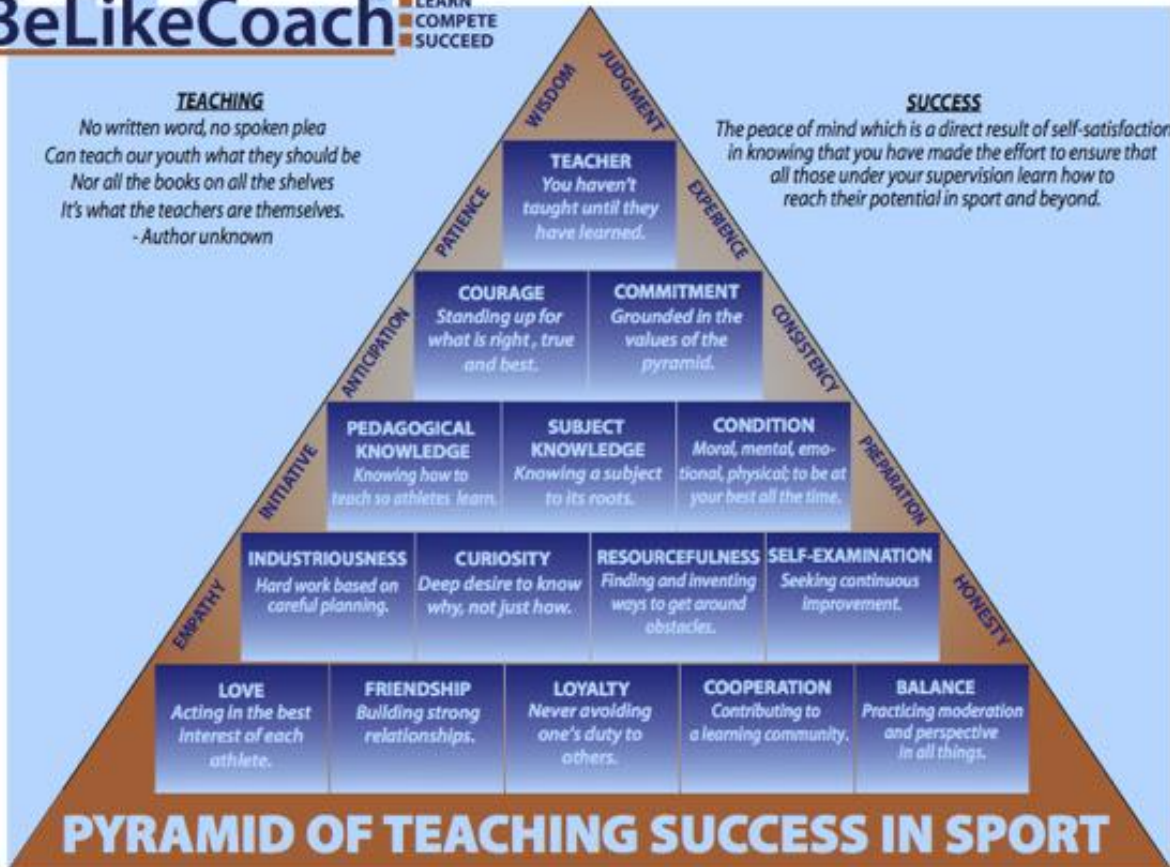 BeLikeCoach
LEARN
COMPETE
SUCCEED
TEACHING
No written word, no spoken plea
Can teach our youth what they should be
Nor all the books on all the shelves
It's what the teachers are themselves.
- Author unknown
SUCCESS
The peace of mind which is a direct result of self-satisfaction
in knowing that you have made the effort to ensure that
all those under your supervision learn how to
reach their potential in sport and beyond.
WISDOM
JUDGMENT
TEACHER
You haven't
taught until they
have learned.
PATIENCE
EXPERIENCE
COURAGE
Standing up for
what is right , true
and best.
COMMITMENT
Grounded in the
values of the
pyramid.
ANTICIPATION
CONSISTENCY
PEDAGOGICAL
KNOWLEDGE
Knowing how to
teach so athletes learn.
SUBJECT
KNOWLEDGE
Knowing a subject
to its roots.
CONDITION
Moral, mental, emo-
tional, physical; to be at
your best all the time.
INITIATIVE
PREPARATION
INDUSTRIOUSNESS
Hard work based on
careful planning.
CURIOSITY
Deep desire to know
why, not just how.
RESOURCEFULNESS
Finding and inventing
ways to get around
obstacles.
SELF-EXAMINATION
Seeking continuous
improvement.
EMPATHY
HONESTY
LOVE
Acting in the best
interest of each
athlete.
FRIENDSHIP
Building strong
relationships.
LOYALTY
Never avoiding
one's duty to
others.
COOPERATION
Contributing to
a learning community.
BALANCE
Practicing moderation
and perspective
in all things.
PYRAMID OF TEACHING SUCCESS IN SPORT